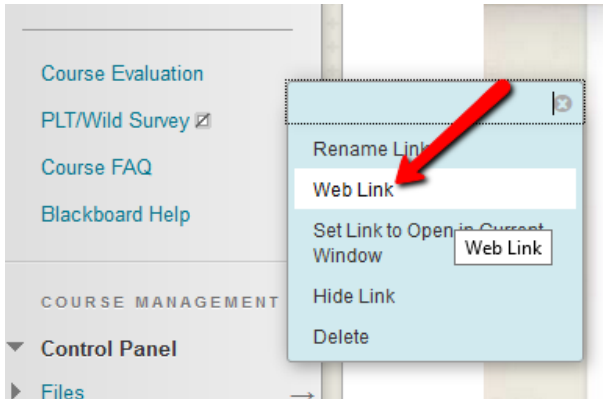 Course Evaluation
PLT/Wild Survey
Course FAQ
Blackboard Help
COURSE MANAGEMENT
Control Panel
Files
Rename Link
Web Link
Set Link to Open in Current
Window
Web Link
Hide Link
Delete